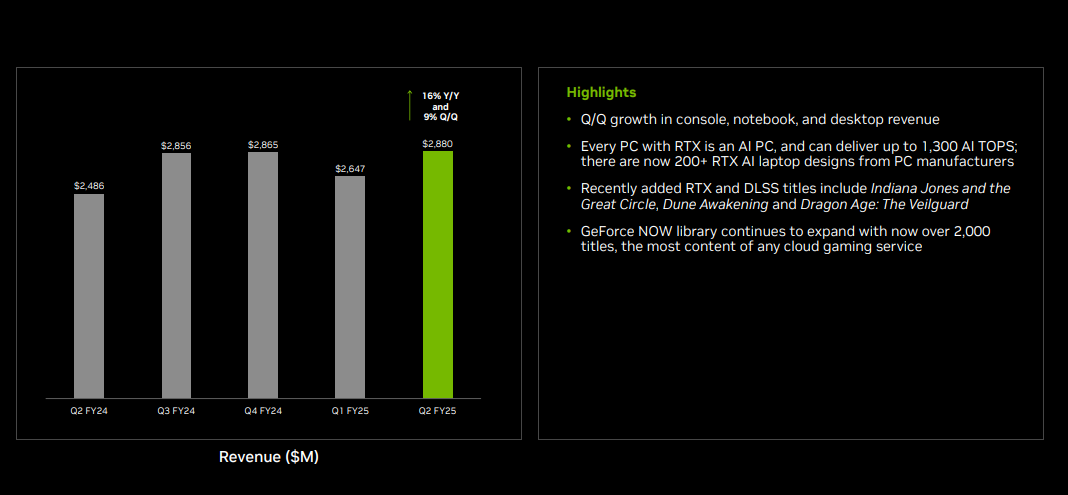 16% Y/Y
and
9% Q/Q
$2,486
$2,856
$2,865
$2,647
$2,880
Q2 FY24
Q3 FY24
Q4 FY24
Q1 FY25
Q2 FY25
Revenue ($M)
Highlights
• Q/Q growth in console, notebook, and desktop revenue
• Every PC with RTX is an AI PC, and can deliver up to 1,300 AI TOPS;
there are now 200+ RTX AI laptop designs from PC manufacturers
• Recently added RTX and DLSS titles include Indiana Jones and the
Great Circle, Dune Awakening and Dragon Age: The Veilguard
• GeForce NOW library continues to expand with now over 2,000
titles, the most content of any cloud gaming service